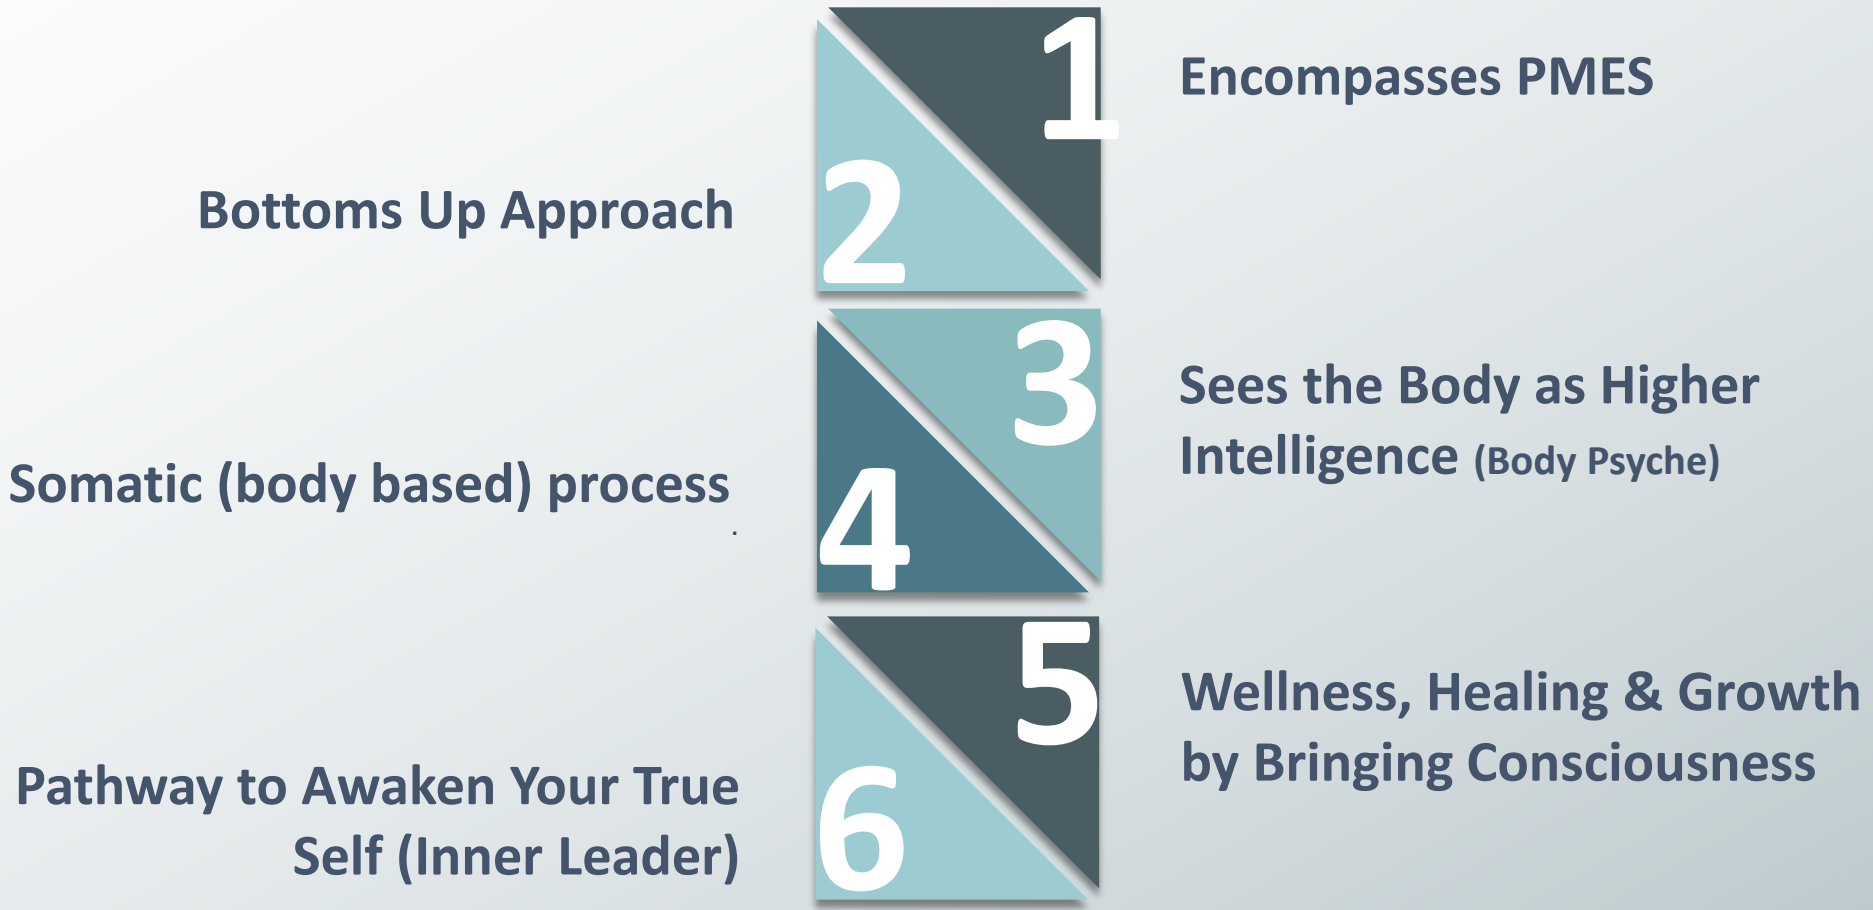 1
Encompasses PMES
2
Bottoms Up Approach
3
Sees the Body as Higher
Intelligence (Body Psyche)
4
Somatic (body based) process
.
5
Wellness, Healing & Growth
by Bringing Consciousness
6
Pathway to Awaken Your True
Self (Inner Leader)